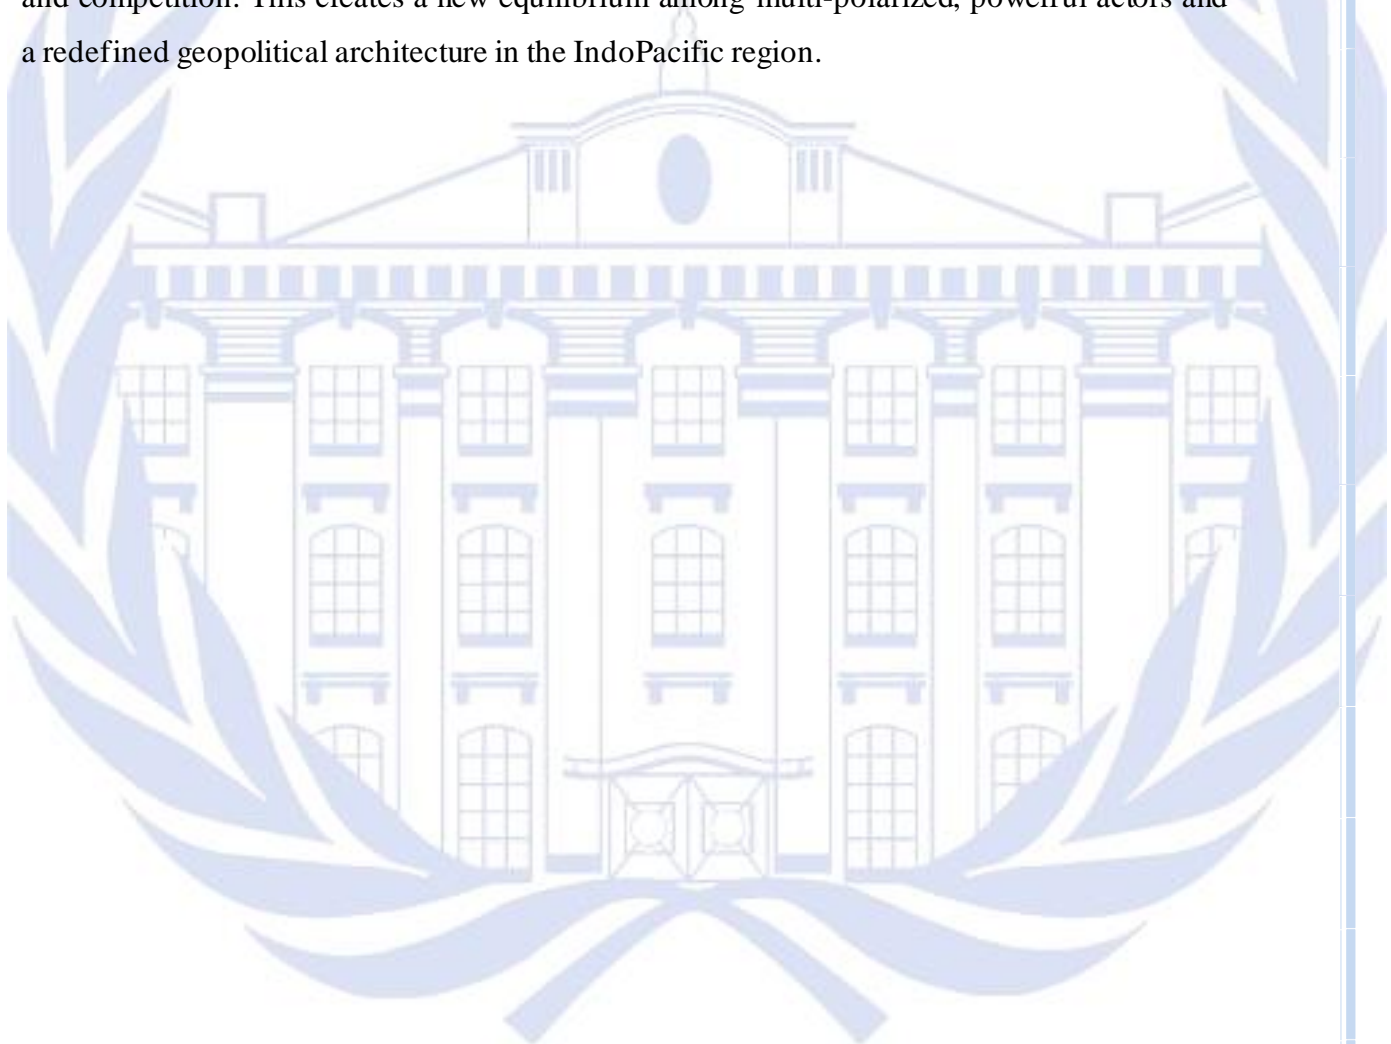 and competition. This creates a new equilibrium among multi-polarized, powerful actors and
a redefined geopolitical architecture in the IndoPacific region.